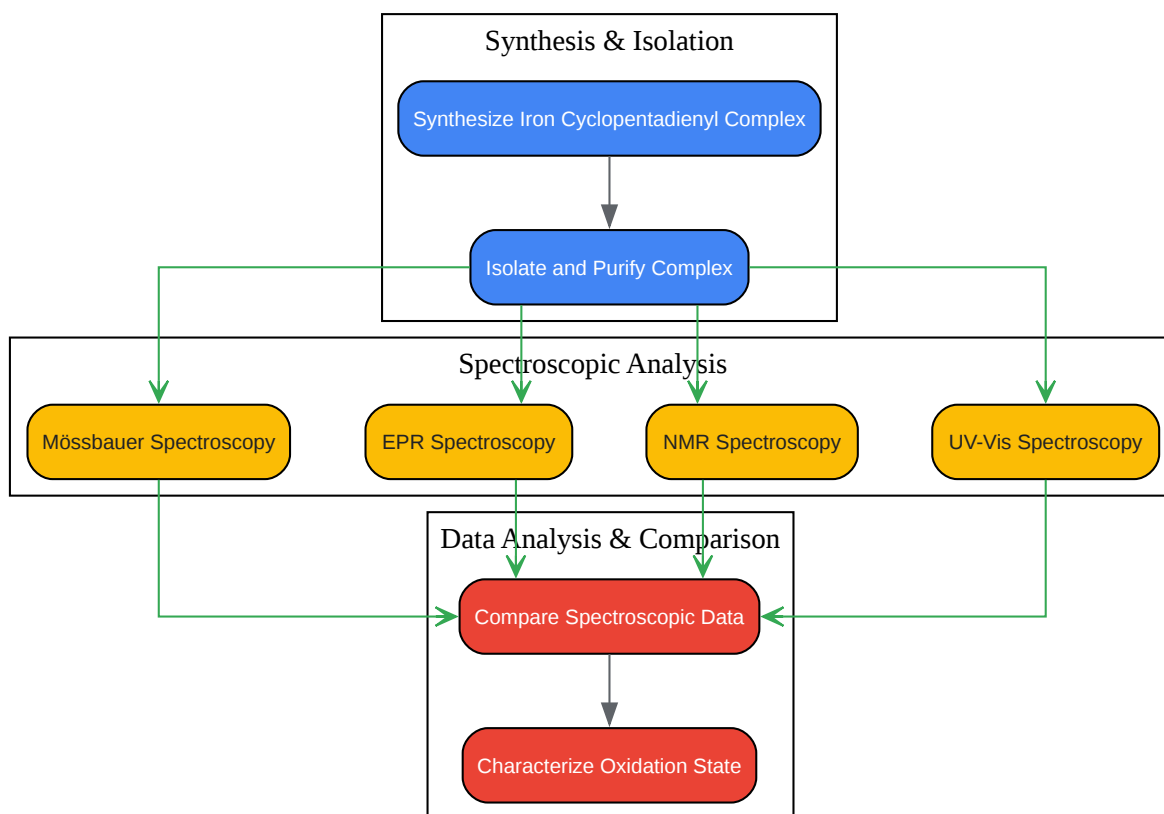 Synthesis & Isolation
Synthesize Iron Cyclopentadienyl Complex
Isolate and Purify Complex
Spectroscopic Analysis
Mössbauer Spectroscopy
EPR Spectroscopy
NMR Spectroscopy
UV-Vis Spectroscopy
Data Analysis & Comparison
Compare Spectroscopic Data
Characterize Oxidation State